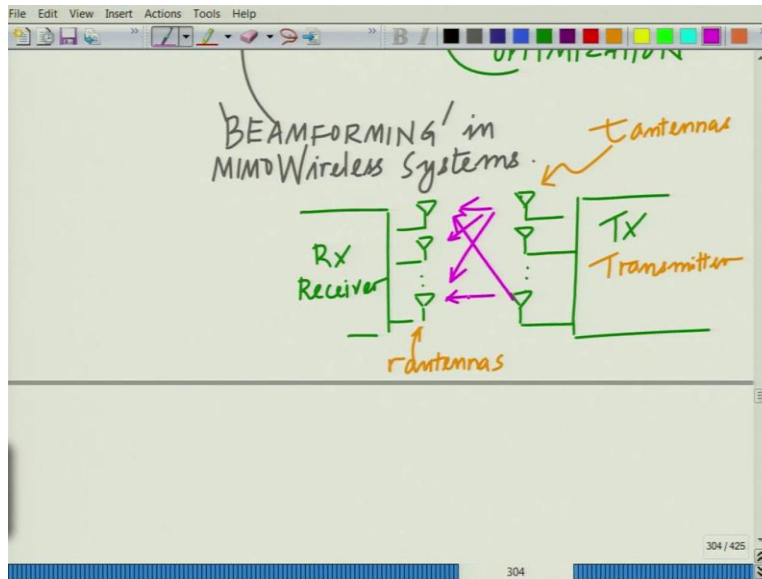 File Edit View Insert Actions Tools Help
B I
OPTIMIZATION
'BEAMFORMING' in
MIMO Wireless Systems.
t antennas
Rx
Receiver
TX
Transmitter
r antennas
304/425
304